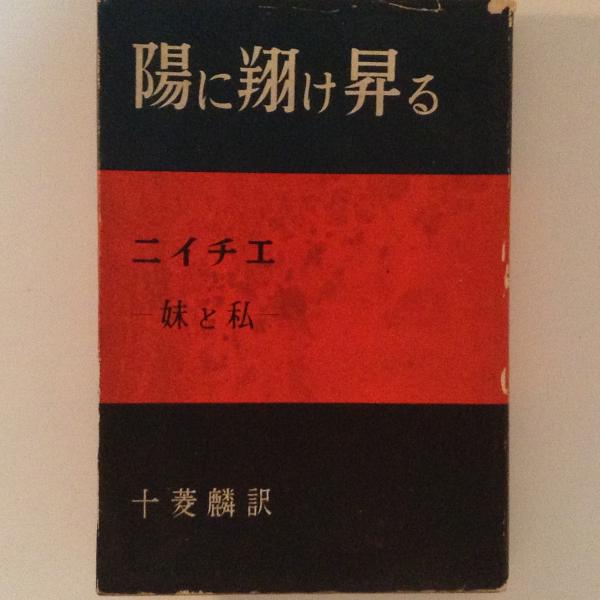 陽に翔け昇る
ニイチエ
—妹と私—
十菱麟訳